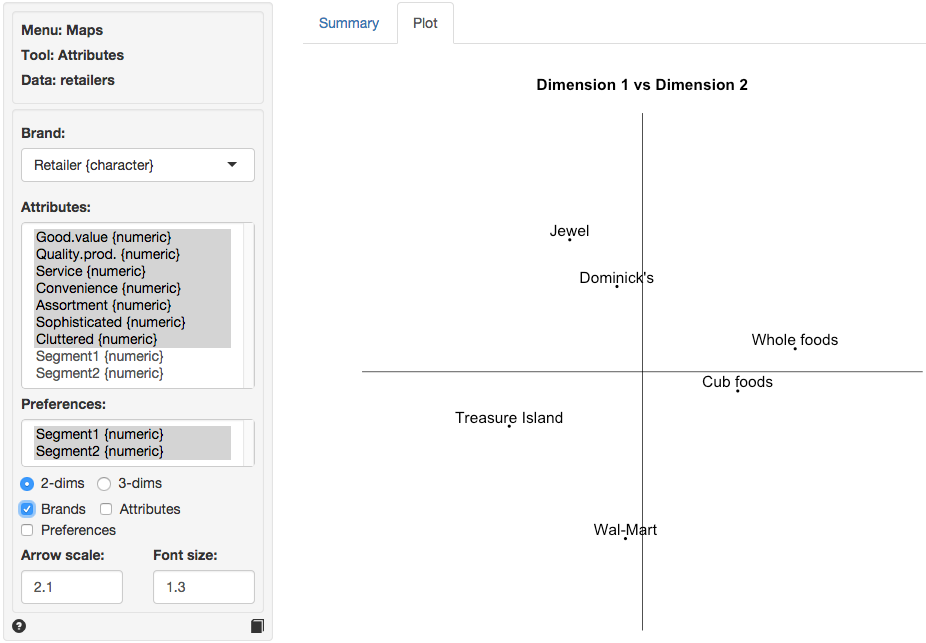 Menu: Maps
Tool: Attributes
Data: retailers
Brand:
Retailer {character}
Attributes:
Good.value {numeric}
Quality.prod. {numeric}
Service {numeric}
Convenience {numeric}
Assortment {numeric}
Sophisticated {numeric}
Cluttered {numeric}
Segment1 {numeric}
Segment2 {numeric}
Preferences:
Segment1 {numeric}
Segment2 {numeric}
2-dims 3-dims
Brands Attributes
Preferences
Arrow scale: Font size:
2.1 1.3
?
Summary Plot
Dimension 1 vs Dimension 2
Jewel
Dominick's
Whole foods
Cub foods
Treasure Island
Wal-Mart